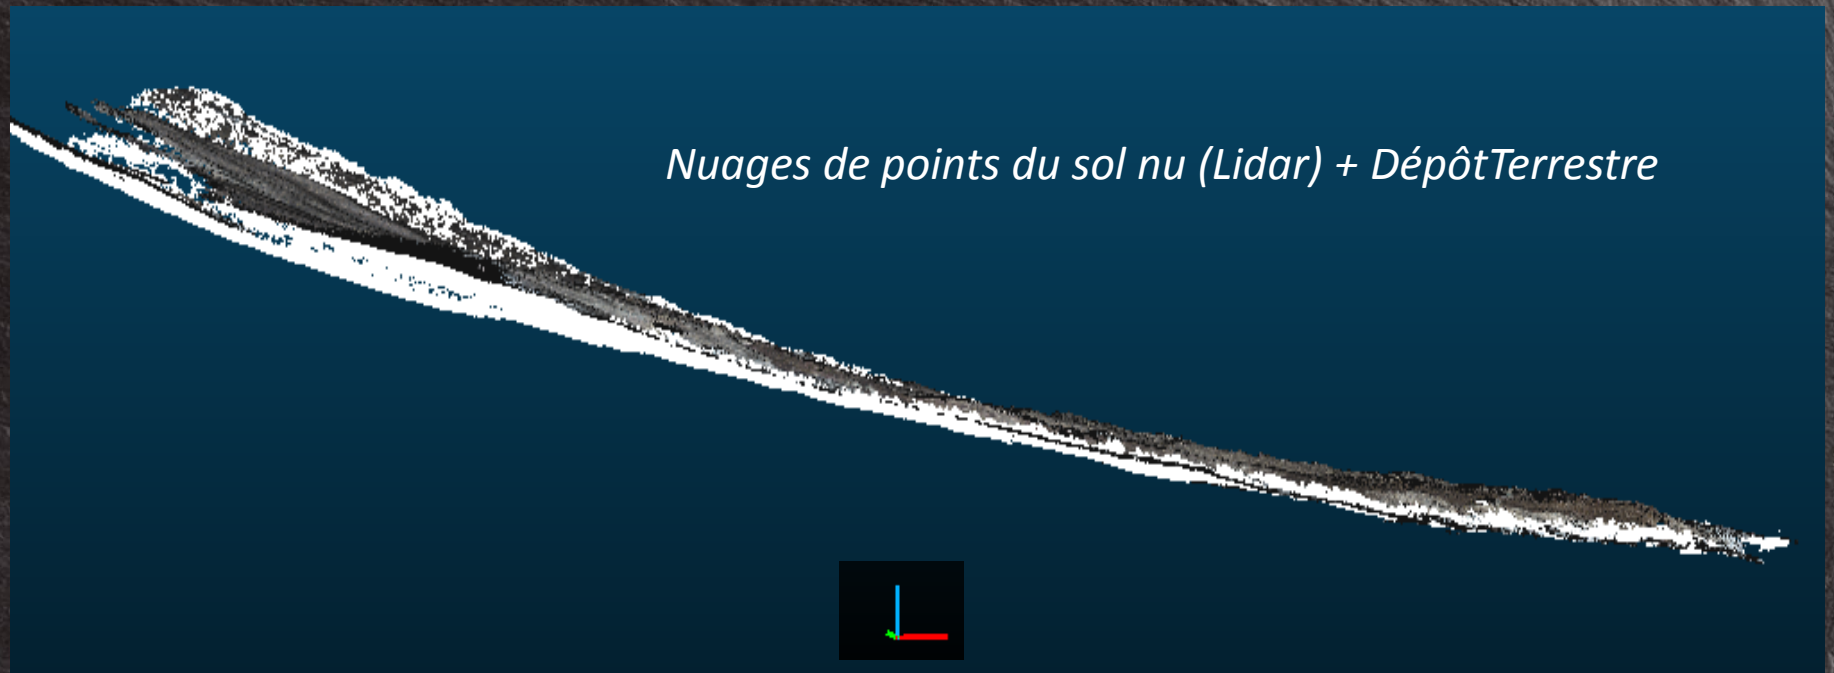 Nuages de points du sol nu (Lidar) + DépôtTerrestre